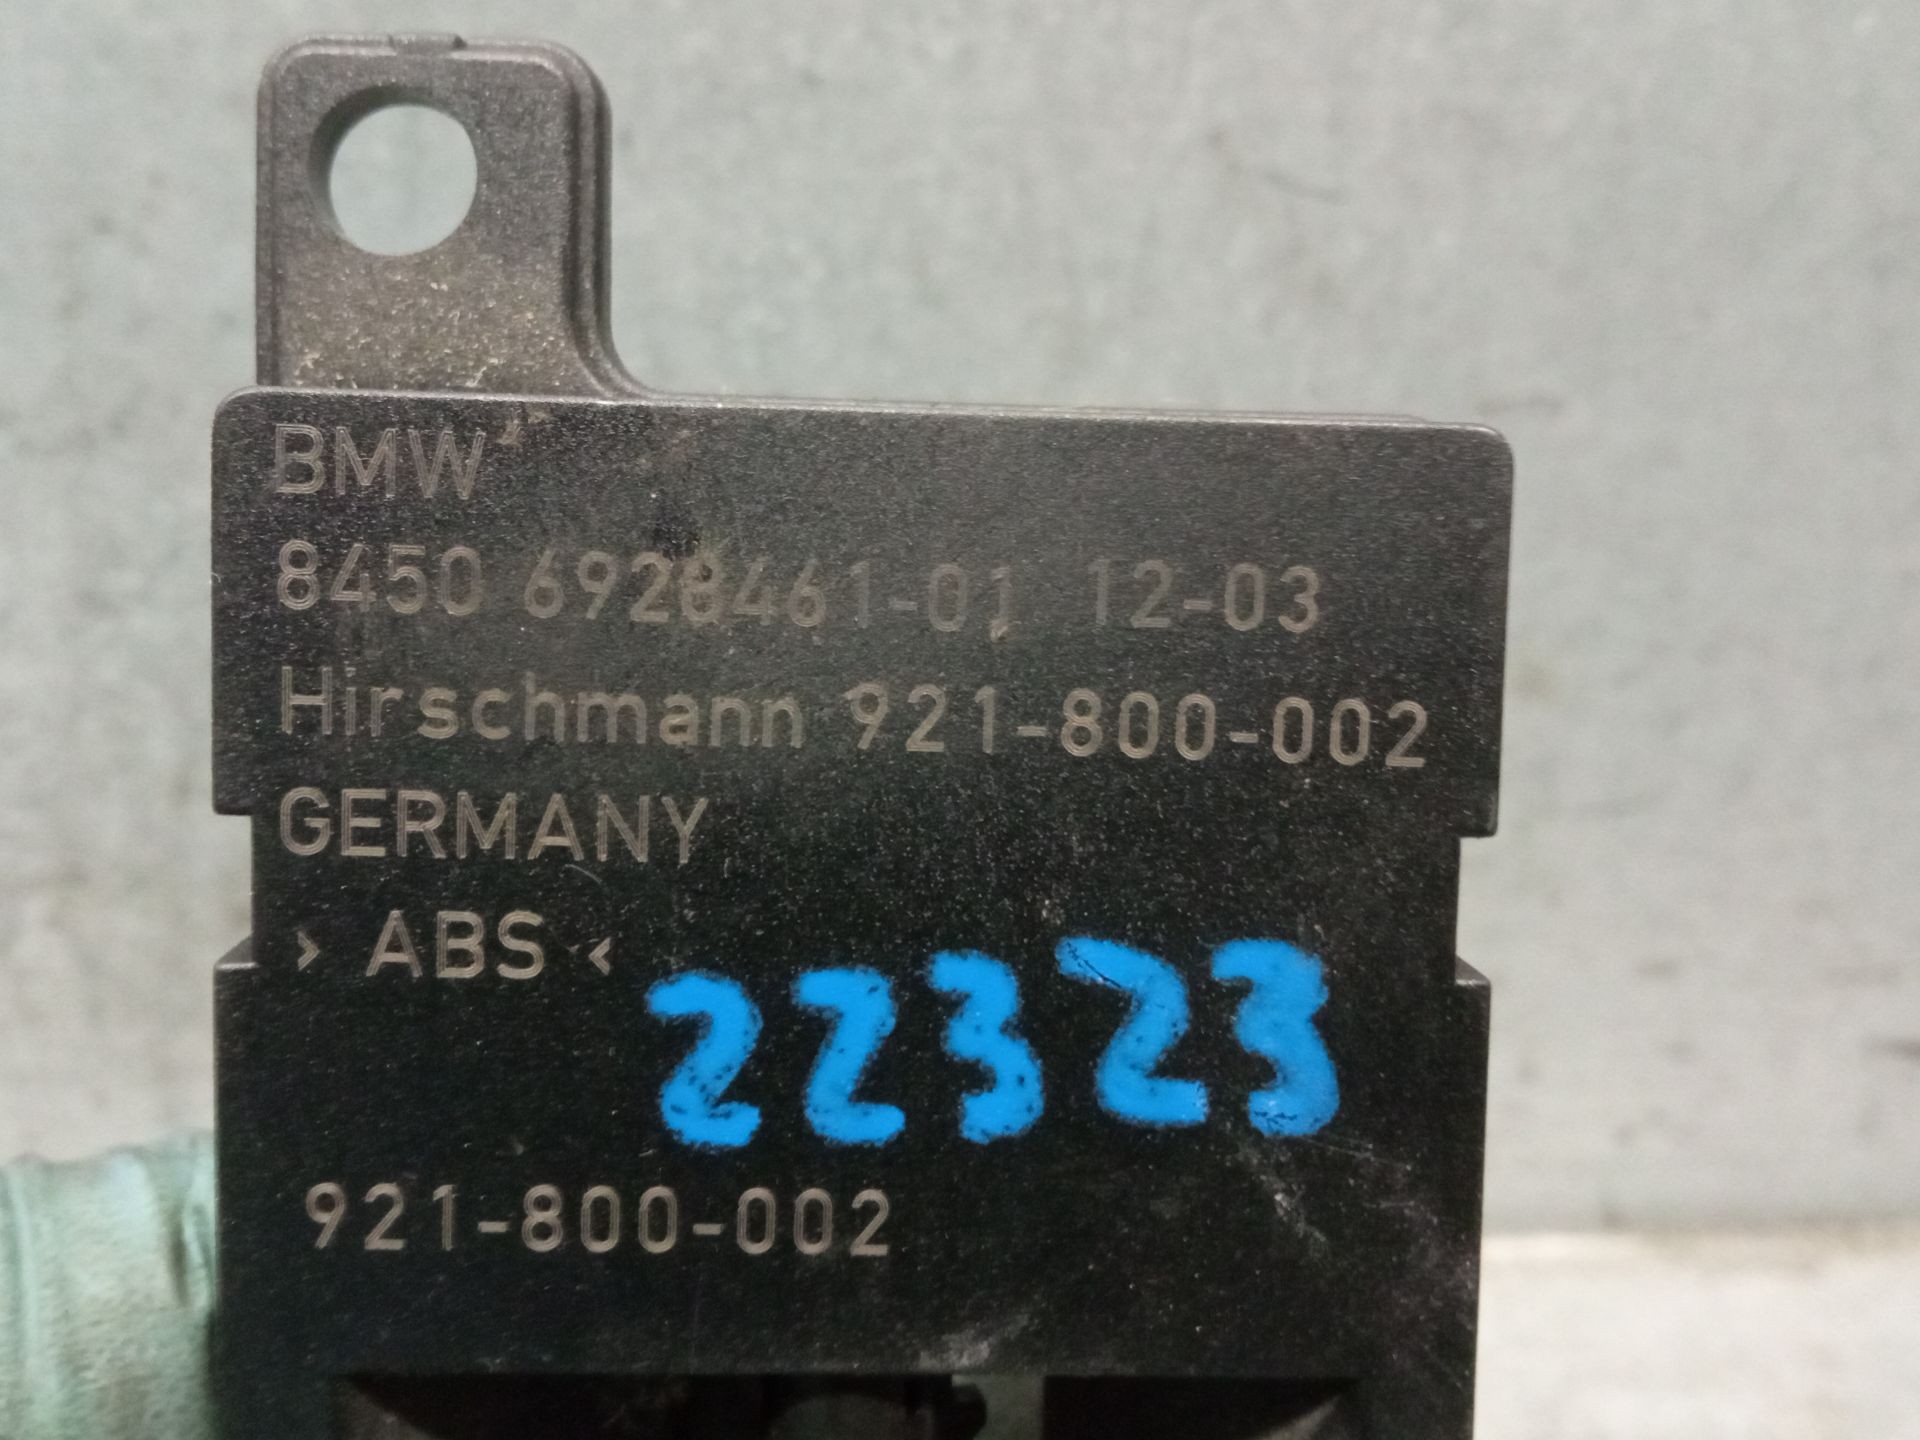 BMW
8450 6928461-01 12-03
Hirschmann 921-800-002
GERMANY
> ABS <
22323
921-800-002